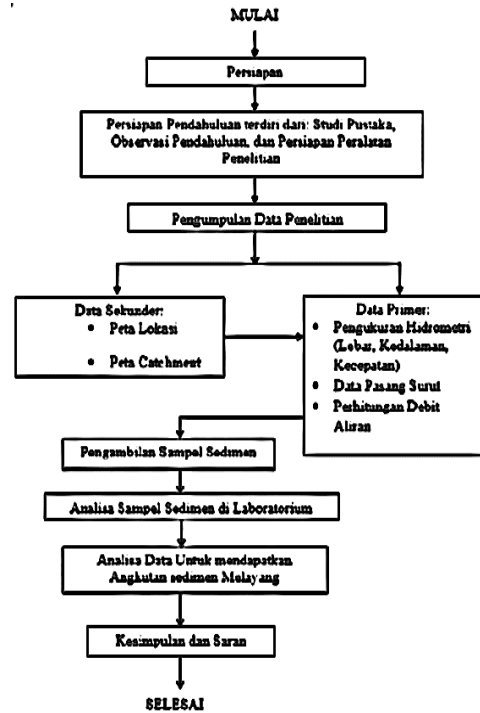 MULAI
Persiapan
Persiapan Pendahuluan terdiri dari: Studi Pustaka,
Observasi Pendahuluan, dan Persiapan Peralatan
Penelitian
Pengumpulan Data Penelitian
Data Sekunder:
• Peta Lokasi
• Peta Catchment
Data Primer:
• Pengukuran Hidrometri
(Lebar, Kedalaman,
Kecepatan)
• Data Pasang Surut
• Perhitungan Debit
Aliran
Pengambilan Sampel Sedimen
Analisa Sampel Sedimen di Laboratorium
Analisa Data Untuk mendapatkan
Angkutan sedimen Melayang
Kesimpulan dan Saran
SELESAI